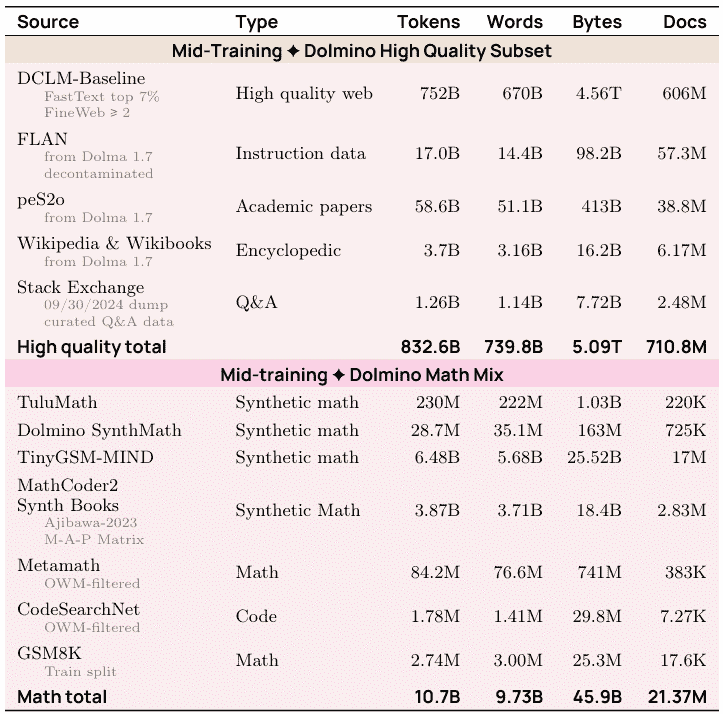 Source Type Tokens Words Bytes Docs
Mid-Training ✦ Dolmino High Quality Subset
DCLM-Baseline
FastText top 7%
FineWeb ≥ 2
High quality web 752B 670B 4.56T 606M
FLAN
from Dolma 1.7
decontaminated
Instruction data 17.0B 14.4B 98.2B 57.3M
peS2o
from Dolma 1.7
Academic papers 58.6B 51.1B 413B 38.8M
Wikipedia & Wikibooks
from Dolma 1.7
Encyclopedic 3.7B 3.16B 16.2B 6.17M
Stack Exchange
09/30/2024 dump
curated Q&A data
Q&A 1.26B 1.14B 7.72B 2.48M
High quality total 832.6B 739.8B 5.09T 710.8M
Mid-training ✦ Dolmino Math Mix
TuluMath Synthetic math 230M 222M 1.03B 220K
Dolmino SynthMath Synthetic math 28.7M 35.1M 163M 725K
TinyGSM-MIND Synthetic math 6.48B 5.68B 25.52B 17M
MathCoder2
Synth Books
Ajibawa-2023
M-A-P Matrix
Synthetic Math 3.87B 3.71B 18.4B 2.83M
Metamath
OWM-filtered
Math 84.2M 76.6M 741M 383K
CodeSearchNet
OWM-filtered
Code 1.78M 1.41M 29.8M 7.27K
GSM8K
Train split
Math 2.74M 3.00M 25.3M 17.6K
Math total 10.7B 9.73B 45.9B 21.37M